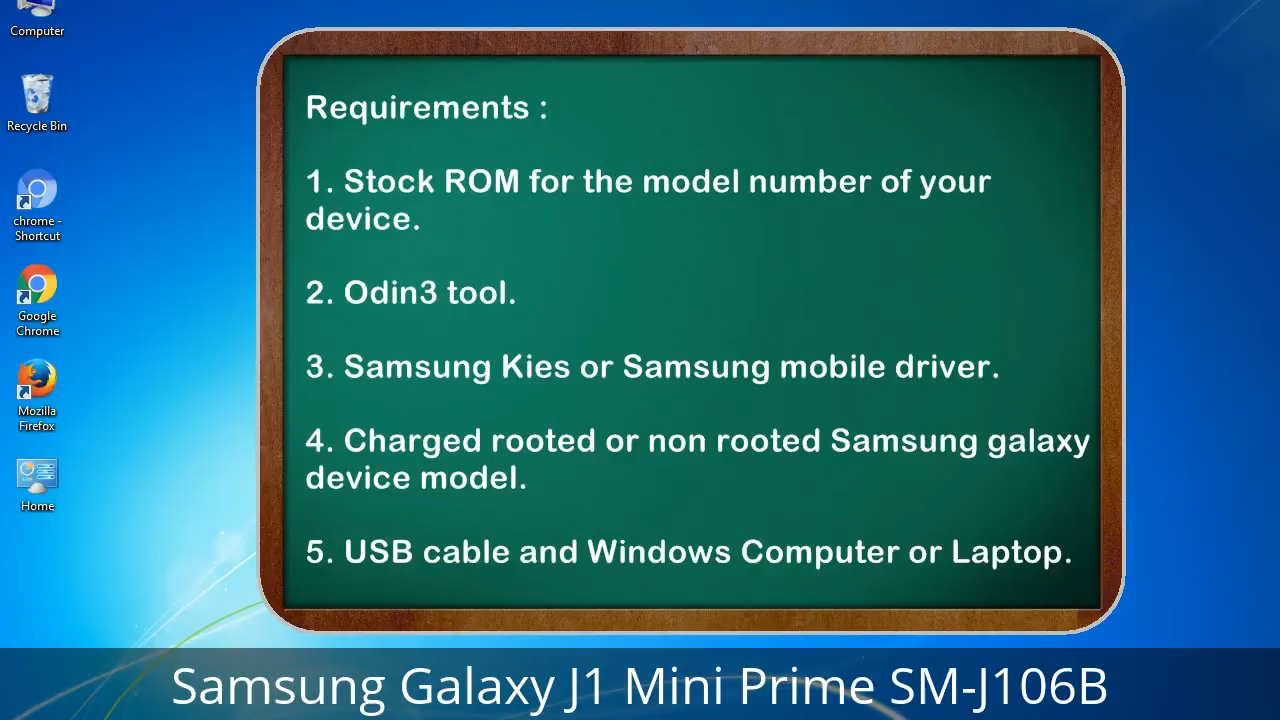 Computer
Recycle Bin
chrome -
Shortcut
Google
Chrome
Mozilla
Firefox
Home
Requirements :
1. Stock ROM for the model number of your
device.
2. Odin3 tool.
3. Samsung Kies or Samsung mobile driver.
4. Charged rooted or non rooted Samsung galaxy
device model.
5. USB cable and Windows Computer or Laptop.
Samsung Galaxy J1 Mini Prime SM-J106B